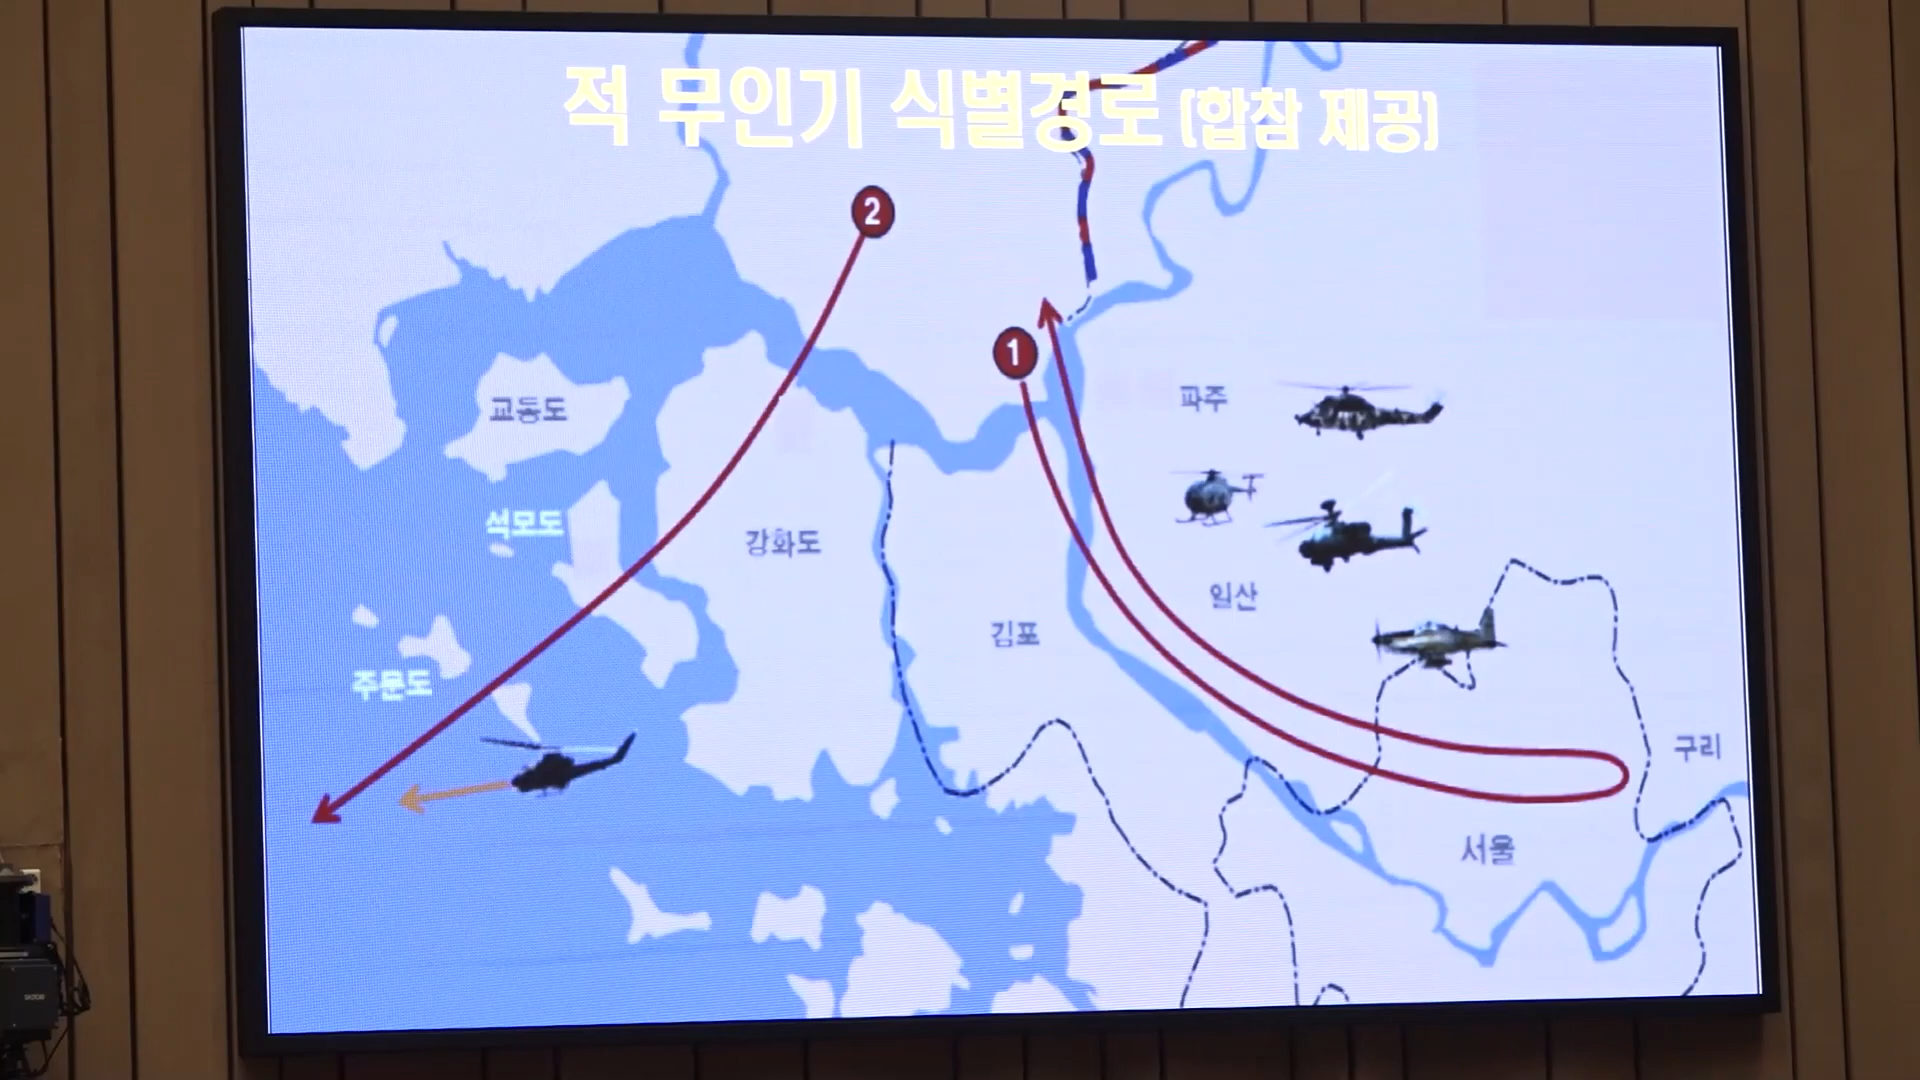 적 무인기 식별경로 (합참 제공)
2
1
파주
교동도
석모도
강화도
일산
김포
주문도
구리
서울